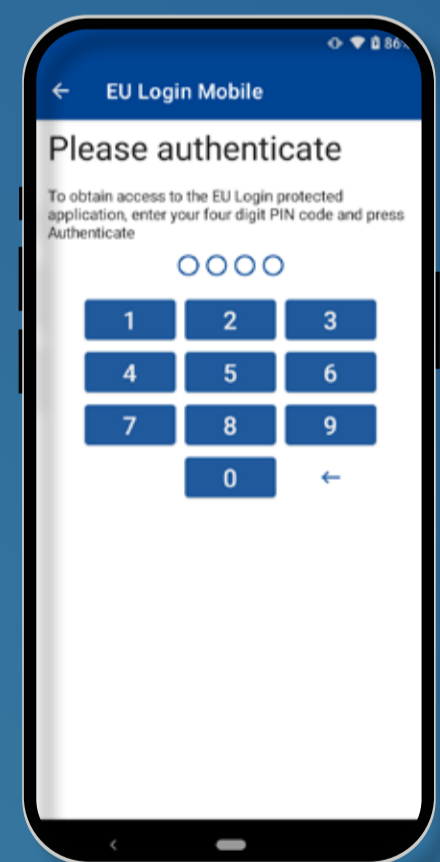 86%
EU Login Mobile
Please authenticate
To obtain access to the EU Login protected
application, enter your four digit PIN code and press
Authenticate
1 2 3
4 5 6
7 8 9
0